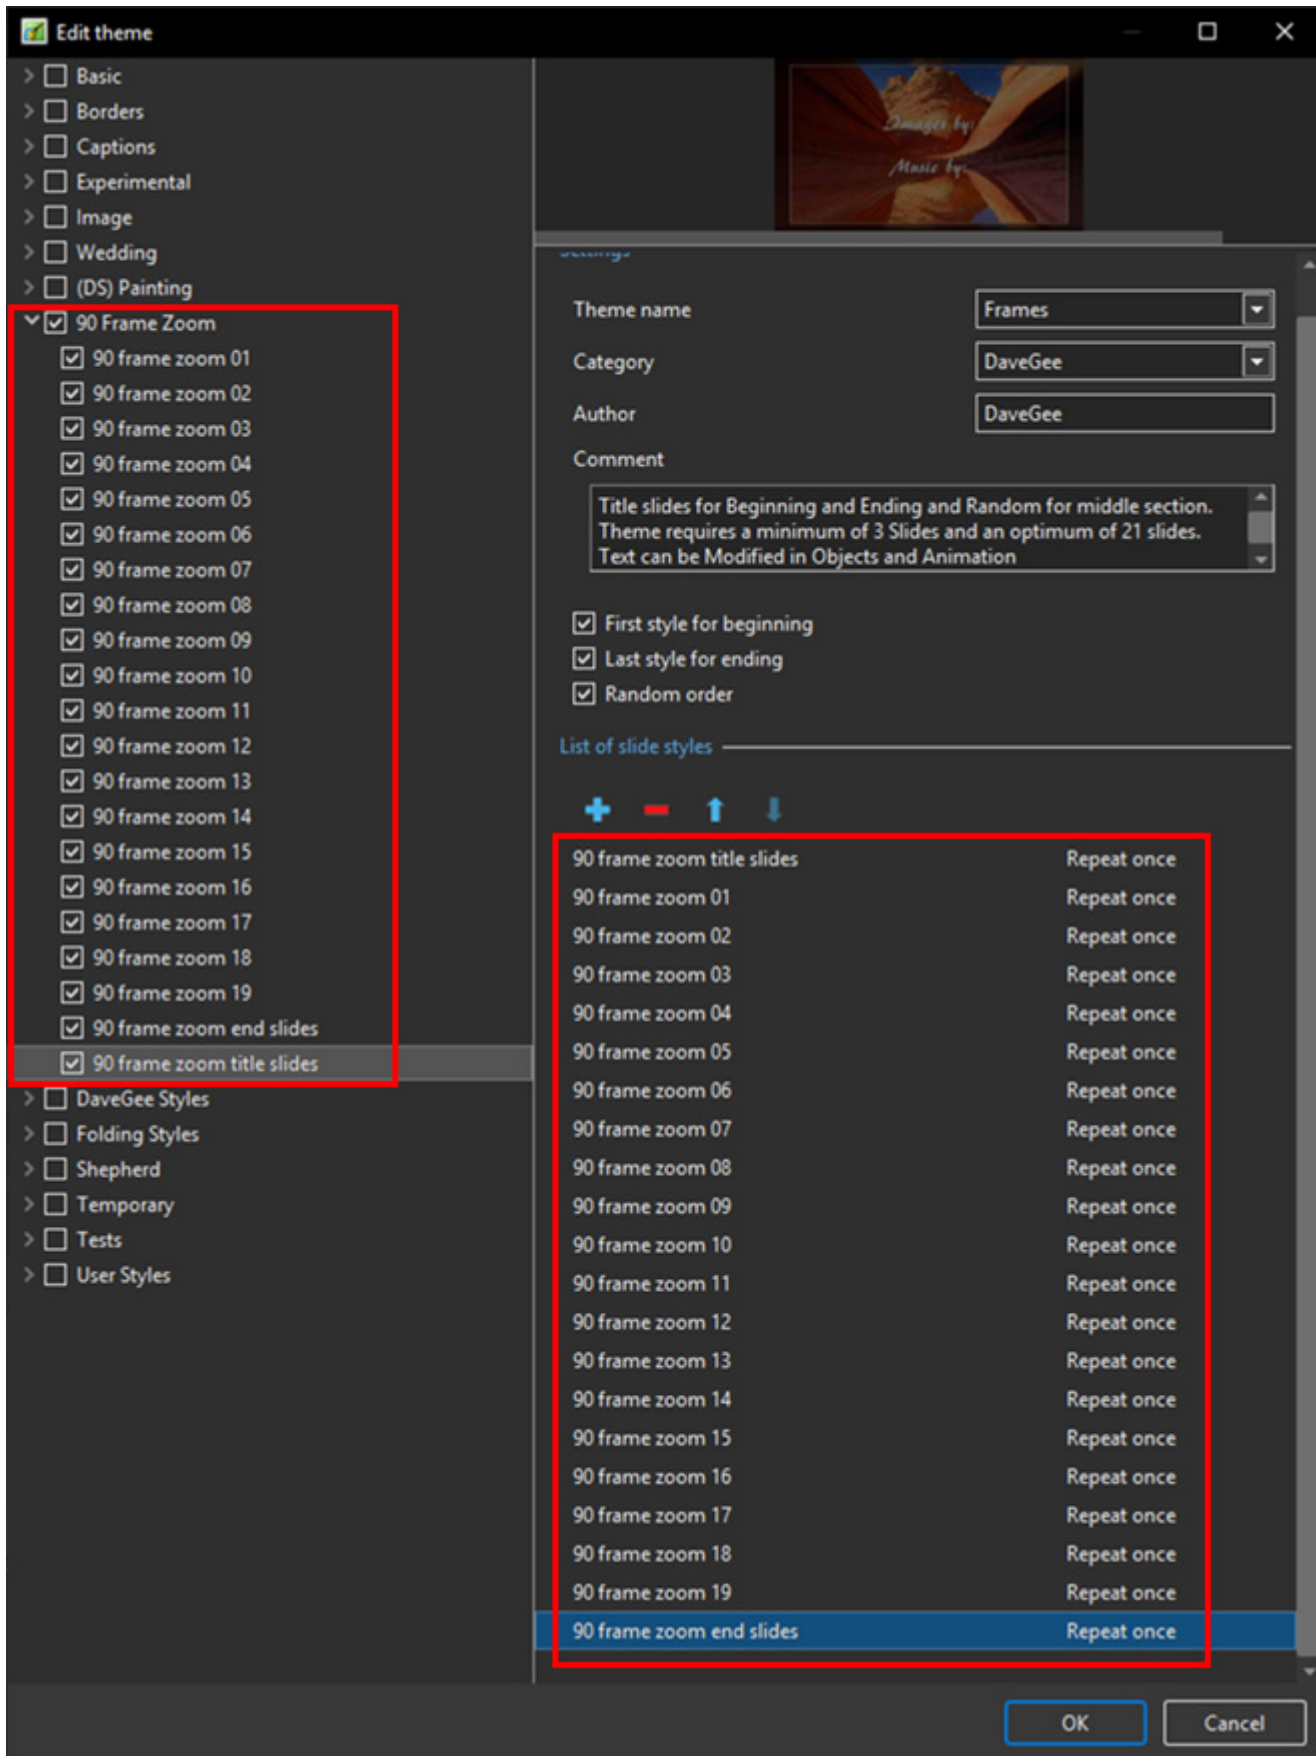 Edit theme
Basic
Borders
Captions
Experimental
Image
Wedding
(DS) Painting
90 Frame Zoom
90 frame zoom 01
90 frame zoom 02
90 frame zoom 03
90 frame zoom 04
90 frame zoom 05
90 frame zoom 06
90 frame zoom 07
90 frame zoom 08
90 frame zoom 09
90 frame zoom 10
90 frame zoom 11
90 frame zoom 12
90 frame zoom 13
90 frame zoom 14
90 frame zoom 15
90 frame zoom 16
90 frame zoom 17
90 frame zoom 18
90 frame zoom 19
90 frame zoom end slides
90 frame zoom title slides
DaveGee Styles
Folding Styles
Shepherd
Temporary
Tests
User Styles
Images by:
Music by:
Settings
Theme name Frames
Category DaveGee
Author DaveGee
Comment
Title slides for Beginning and Ending and Random for middle section.
Theme requires a minimum of 3 Slides and an optimum of 21 slides.
Text can be Modified in Objects and Animation
First style for beginning
Last style for ending
Random order
List of slide styles
90 frame zoom title slides Repeat once
90 frame zoom 01 Repeat once
90 frame zoom 02 Repeat once
90 frame zoom 03 Repeat once
90 frame zoom 04 Repeat once
90 frame zoom 05 Repeat once
90 frame zoom 06 Repeat once
90 frame zoom 07 Repeat once
90 frame zoom 08 Repeat once
90 frame zoom 09 Repeat once
90 frame zoom 10 Repeat once
90 frame zoom 11 Repeat once
90 frame zoom 12 Repeat once
90 frame zoom 13 Repeat once
90 frame zoom 14 Repeat once
90 frame zoom 15 Repeat once
90 frame zoom 16 Repeat once
90 frame zoom 17 Repeat once
90 frame zoom 18 Repeat once
90 frame zoom 19 Repeat once
90 frame zoom end slides Repeat once
OK Cancel